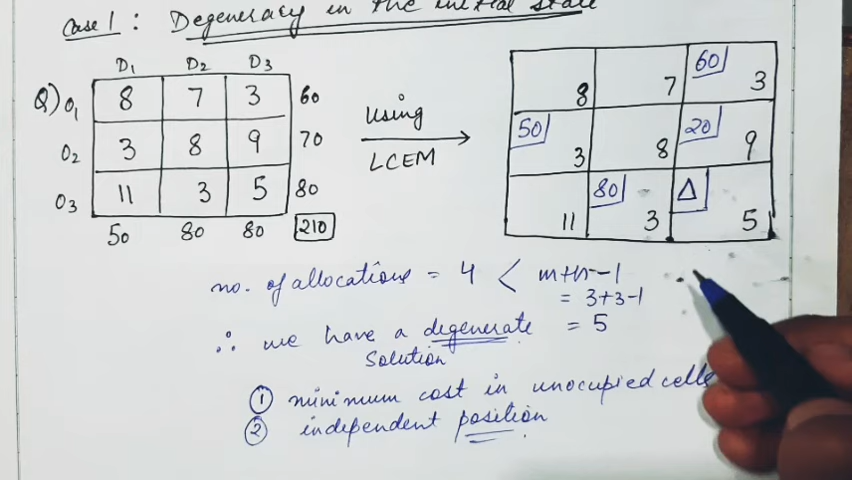 Case 1 : Degeneracy in the initial state
D1 D2 D3
Q) O1 8 7 3 60
O2 3 8 9 70
O3 11 3 5 80
50 80 80 210
Using
LCEM
8 7 60 3
50 3 8 20 9
11 80 3 Δ 5
no. of allocations = 4 < m+n-1
= 3+3-1
∴ we have a degenerate = 5
Solution
① minimum cost in unocupied cells
② independent position